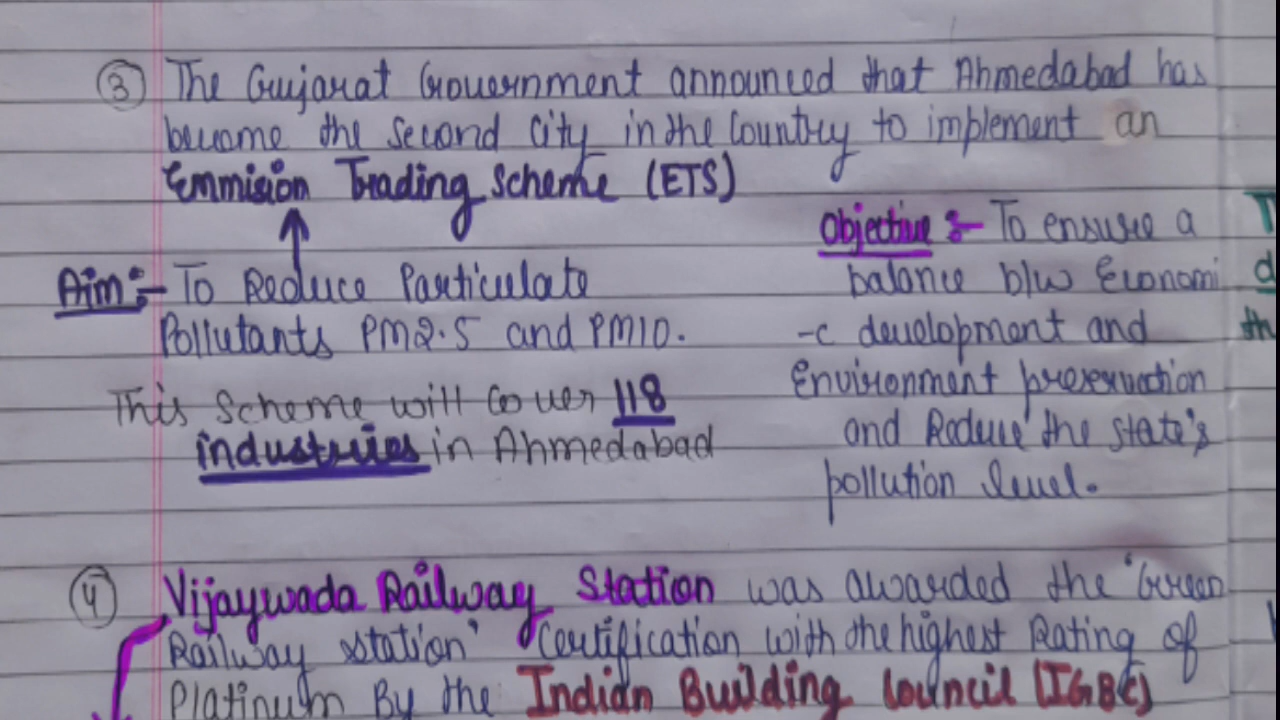 ③ The Gujarat Government announced that Ahmedabad has
become the second city in the Country to implement an
Emmision Trading Scheme (ETS)
Aim:- To Reduce Particulate
Pollutants PM2.5 and PM10.
This Scheme will cover 118
industries in Ahmedabad
Objective :- To ensure a
balance b/w Economi
-c development and
Environment preservation
and Reduce the state's
pollution level.
④ Vijaywada Railway Station was awarded the 'Green
Railway station' Certification with the highest Rating of
Platinum By the Indian Building Council (IGBC)